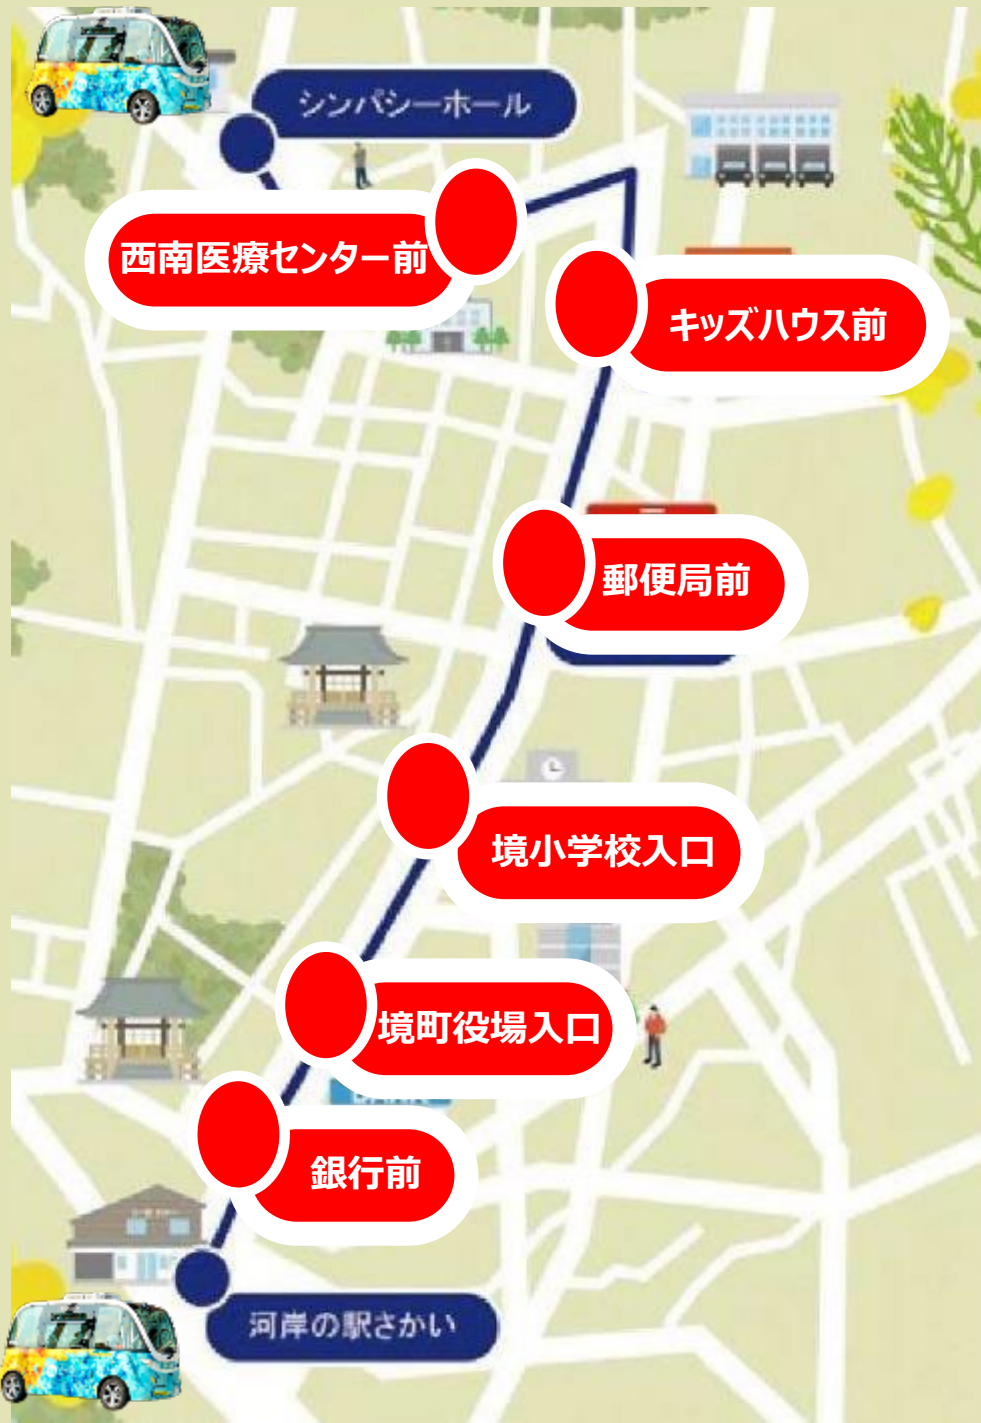 シンパシーホール
西南医療センター前
キッズハウス前
郵便局前
境小学校入口
境町役場入口
銀行前
河岸の駅さかい